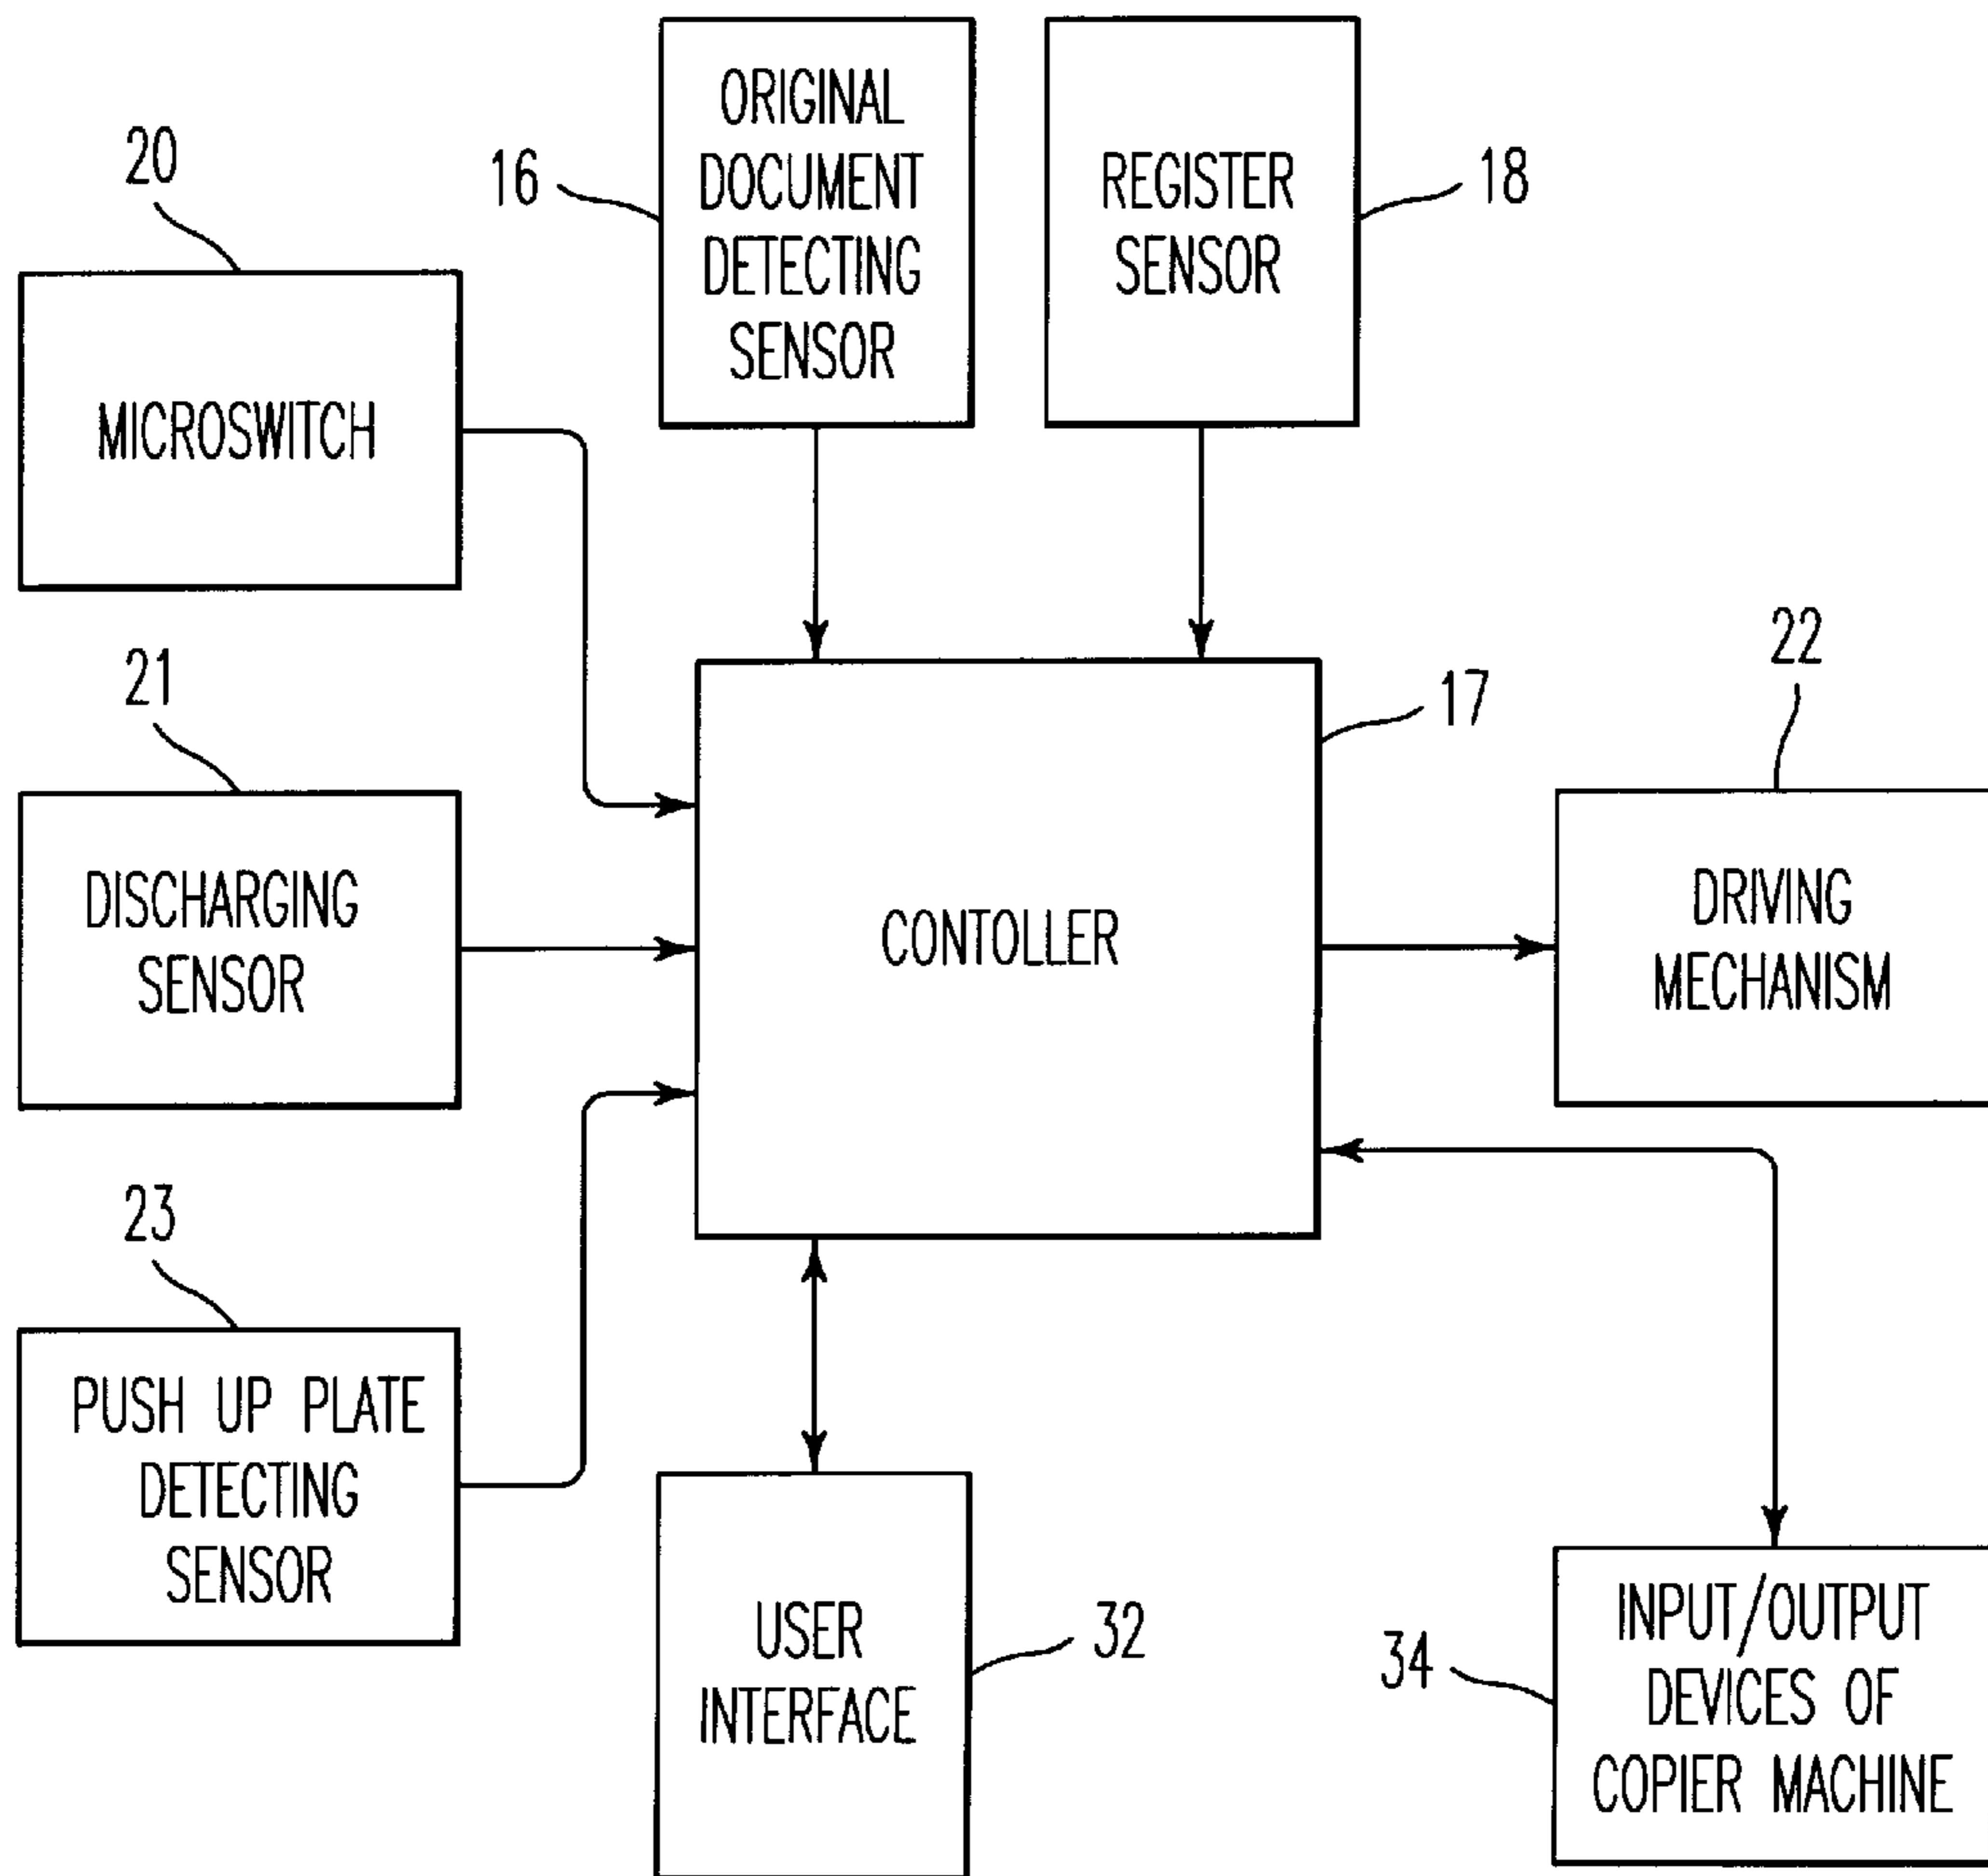 20
MICROSWITCH
16
ORIGINAL
DOCUMENT
DETECTING
SENSOR
REGISTER
SENSOR
18
21
DISCHARGING
SENSOR
17
CONTOLLER
22
DRIVING
MECHANISM
23
PUSH UP PLATE
DETECTING
SENSOR
USER
INTERFACE
32
34
INPUT/OUTPUT
DEVICES OF
COPIER MACHINE